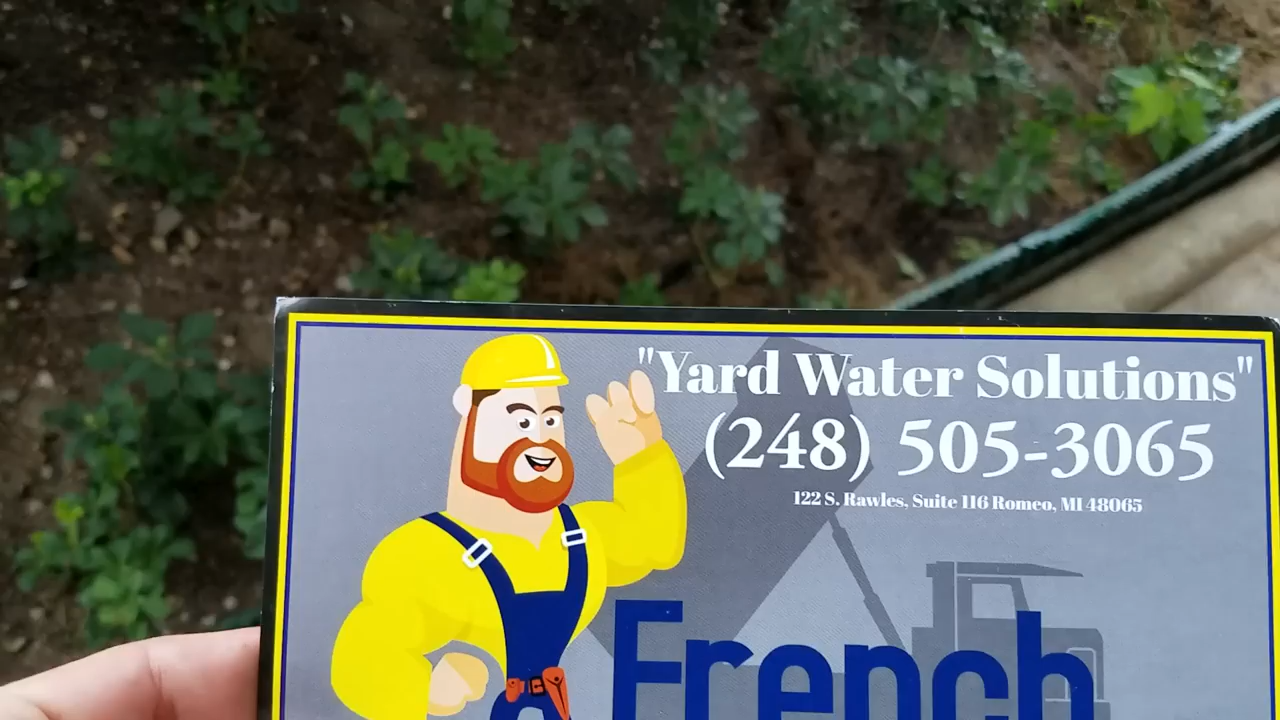 "Yard Water Solutions"
(248) 505-3065
122 S. Rawles, Suite 116 Romeo, MI 48065
French